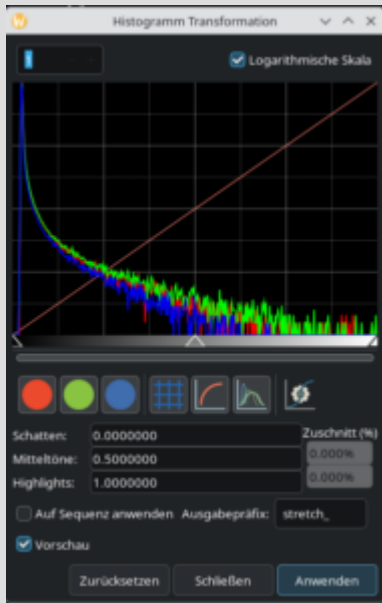 Histogramm Transformation
1
Logarithmische Skala
Schatten: 0.0000000 Zuschnitt (%)
Mitteltöne: 0.5000000 0.000%
Highlights: 1.0000000 0.000%
Auf Sequenz anwenden Ausgabepräfix: stretch_
Vorschau
Zurücksetzen Schließen Anwenden